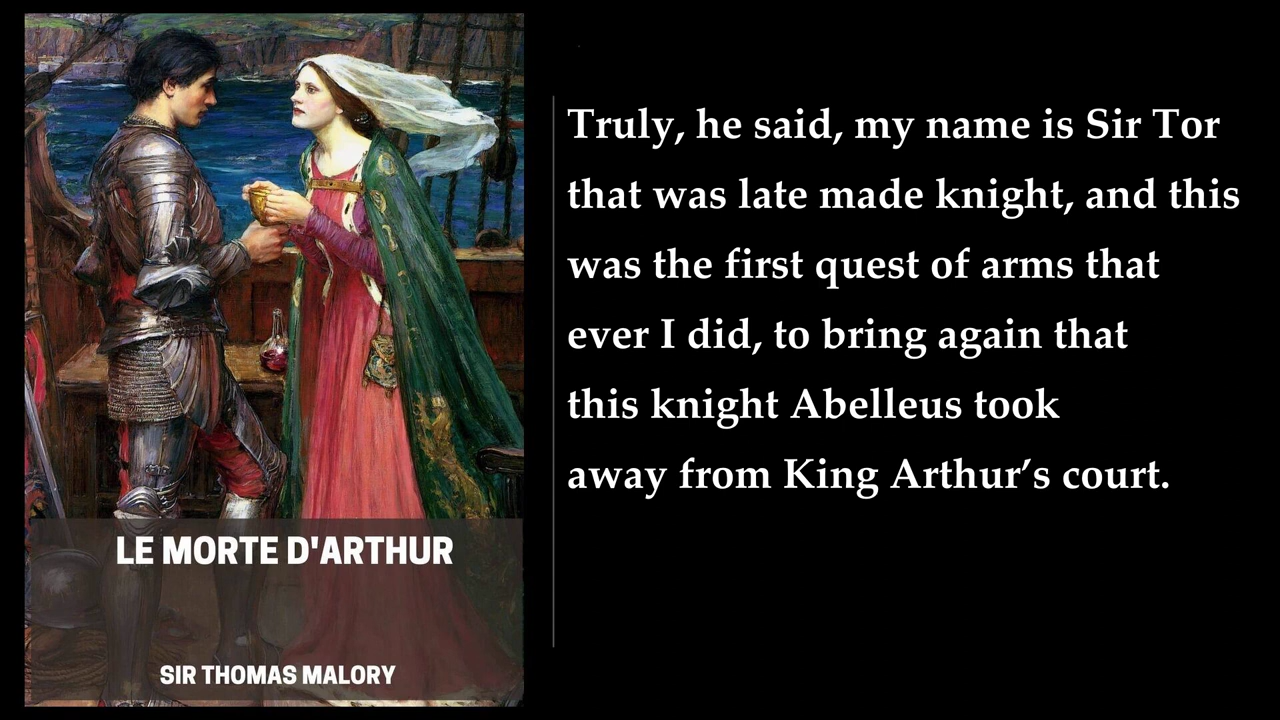 LE MORTE D'ARTHUR
SIR THOMAS MALORY
Truly, he said, my name is Sir Tor
that was late made knight, and this
was the first quest of arms that
ever I did, to bring again that
this knight Abelleus took
away from King Arthur’s court.